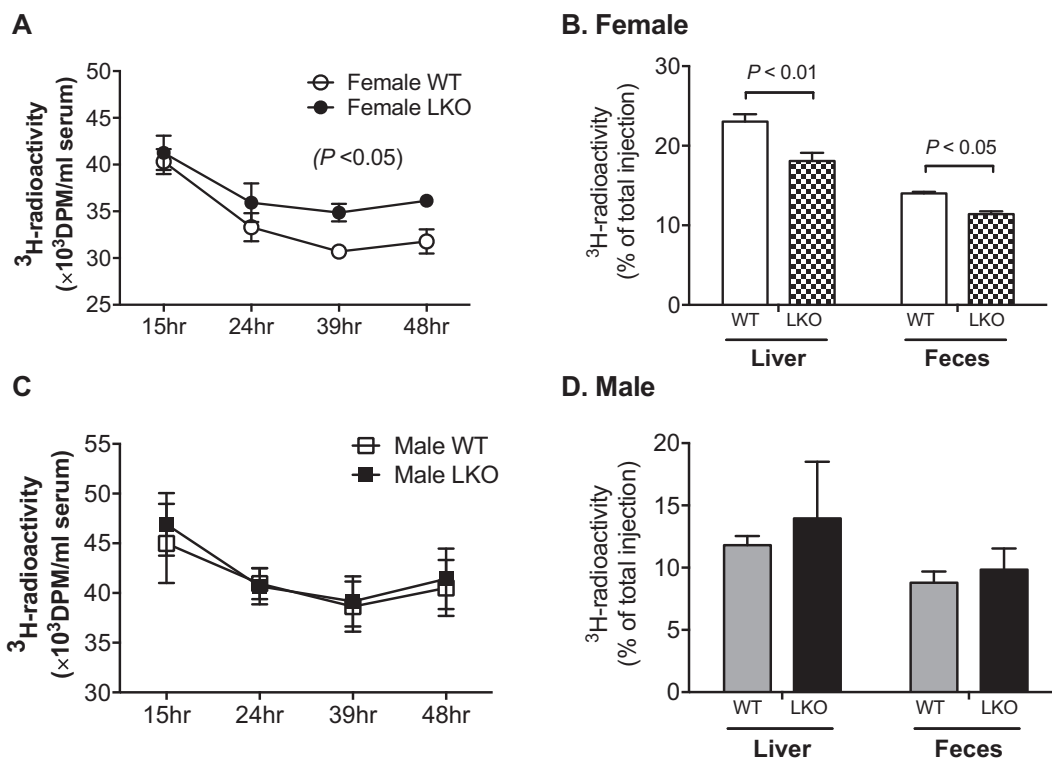 A
³H-radioactivity
(×10³DPM/ml serum)
50
45
40
35
30
25
Female WT
Female LKO
(P <0.05)
15hr 24hr 39hr 48hr
B. Female
³H-radioactivity
(% of total injection)
30
20
10
0
P < 0.01
P < 0.05
WT LKO WT LKO
Liver Feces
C
³H-radioactivity
(×10³DPM/ml serum)
55
50
45
40
35
30
Male WT
Male LKO
15hr 24hr 39hr 48hr
D. Male
³H-radioactivity
(% of total injection)
20
15
10
5
0
WT LKO WT LKO
Liver Feces